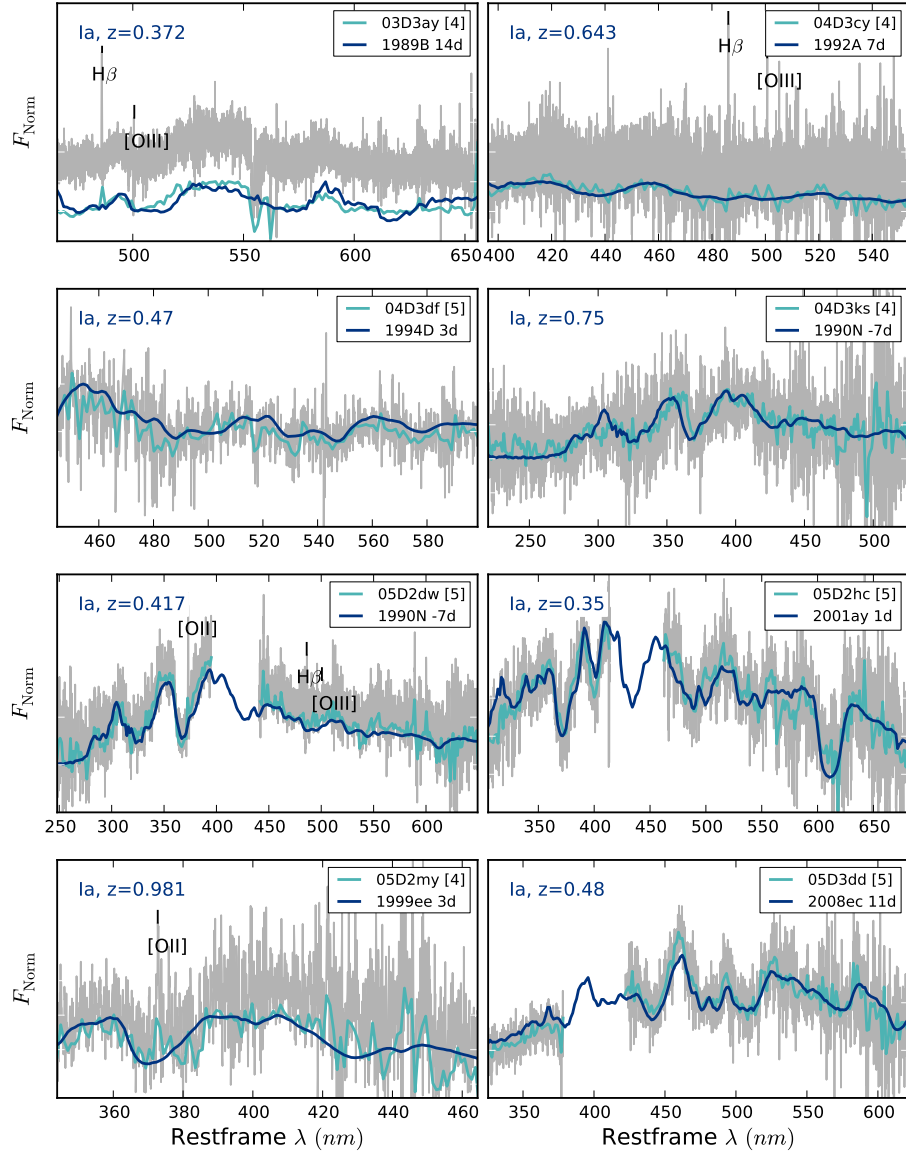 Ia, z=0.372
03D3ay [4]
1989B 14d
Hβ
[OIII]
F_Norm
500 550 600 650
Ia, z=0.643
04D3cy [4]
1992A 7d
Hβ
[OIII]
400 420 440 460 480 500 520 540
Ia, z=0.47
04D3df [5]
1994D 3d
F_Norm
460 480 500 520 540 560 580
Ia, z=0.75
04D3ks [4]
1990N -7d
250 300 350 400 450 500
Ia, z=0.417
05D2dw [5]
1990N -7d
[OII]
Hβ
[OIII]
F_Norm
250 300 350 400 450 500 550 600
Ia, z=0.35
05D2hc [5]
2001ay 1d
350 400 450 500 550 600 650
Ia, z=0.981
05D2my [4]
1999ee 3d
[OII]
F_Norm
360 380 400 420 440 460
Restframe λ (nm)
Ia, z=0.48
05D3dd [5]
2008ec 11d
350 400 450 500 550 600
Restframe λ (nm)